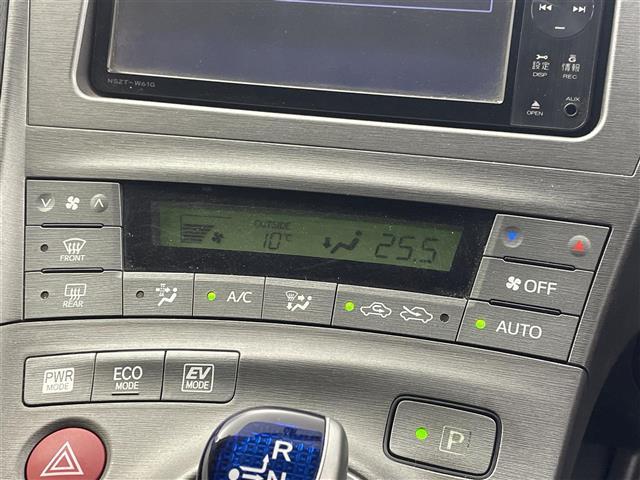 NSZT-W61G
設定
DISP
情報
REC
OPEN
AUX
OUTSIDE
10℃
25.5
FRONT
REAR
A/C
OFF
AUTO
PWR MODE
ECO MODE
EV MODE
P
R
N